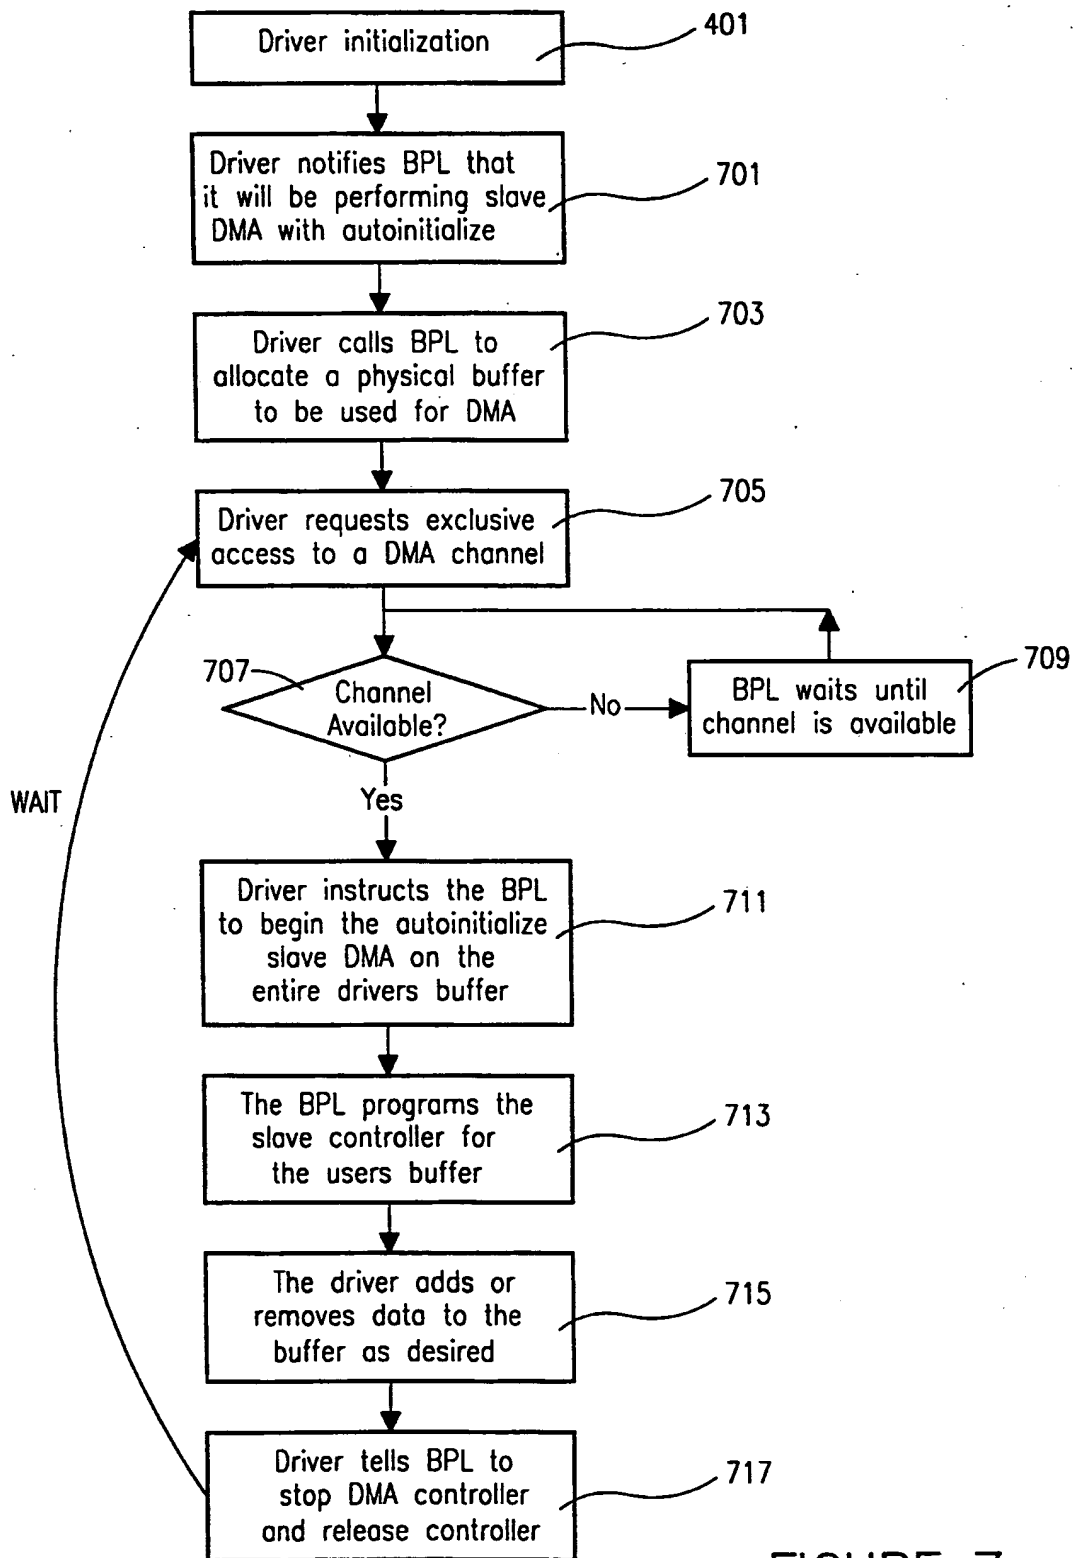 Driver initialization
401
Driver notifies BPL that
it will be performing slave
DMA with autoinitialize
701
Driver calls BPL to
allocate a physical buffer
to be used for DMA
703
Driver requests exclusive
access to a DMA channel
705
707
Channel
Available?
No
BPL waits until
channel is available
709
WAIT
Yes
Driver instructs the BPL
to begin the autoinitialize
slave DMA on the
entire drivers buffer
711
The BPL programs the
slave controller for
the users buffer
713
The driver adds or
removes data to the
buffer as desired
715
Driver tells BPL to
stop DMA controller
and release controller
717
FIGURE 7